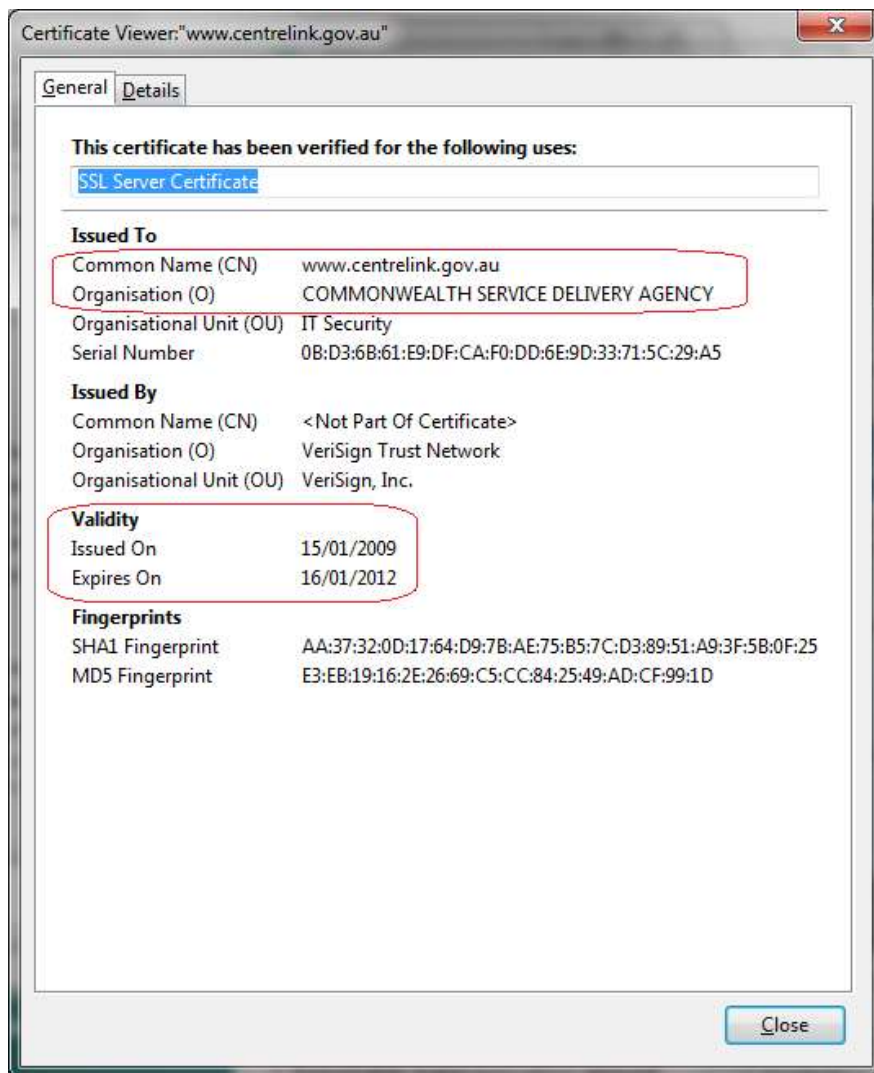 Certificate Viewer:"www.centrelink.gov.au"
General Details
This certificate has been verified for the following uses:
SSL Server Certificate
Issued To
Common Name (CN) www.centrelink.gov.au
Organisation (O) COMMONWEALTH SERVICE DELIVERY AGENCY
Organisational Unit (OU) IT Security
Serial Number 0B:D3:6B:61:E9:DF:CA:F0:DD:6E:9D:33:71:5C:29:A5
Issued By
Common Name (CN) <Not Part Of Certificate>
Organisation (O) VeriSign Trust Network
Organisational Unit (OU) VeriSign, Inc.
Validity
Issued On 15/01/2009
Expires On 16/01/2012
Fingerprints
SHA1 Fingerprint AA:37:32:0D:17:64:D9:7B:AE:75:B5:7C:D3:89:51:A9:3F:5B:0F:25
MD5 Fingerprint E3:EB:19:16:2E:26:69:C5:CC:84:25:49:AD:CF:99:1D
Close